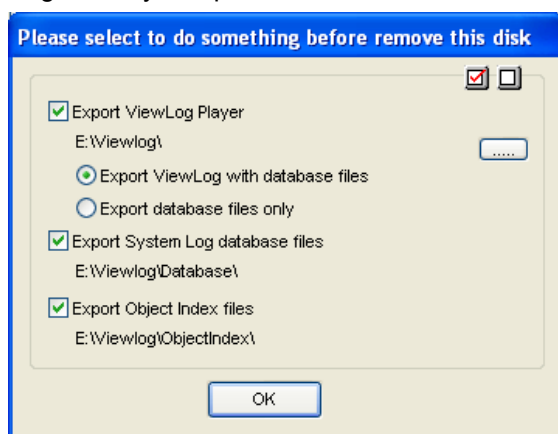 Please select to do something before remove this disk
Export ViewLog Player
E:\Viewlog\
.....
Export ViewLog with database files
Export database files only
Export System Log database files
E:\Viewlog\Database\
Export Object Index files
E:\Viewlog\ObjectIndex\
OK